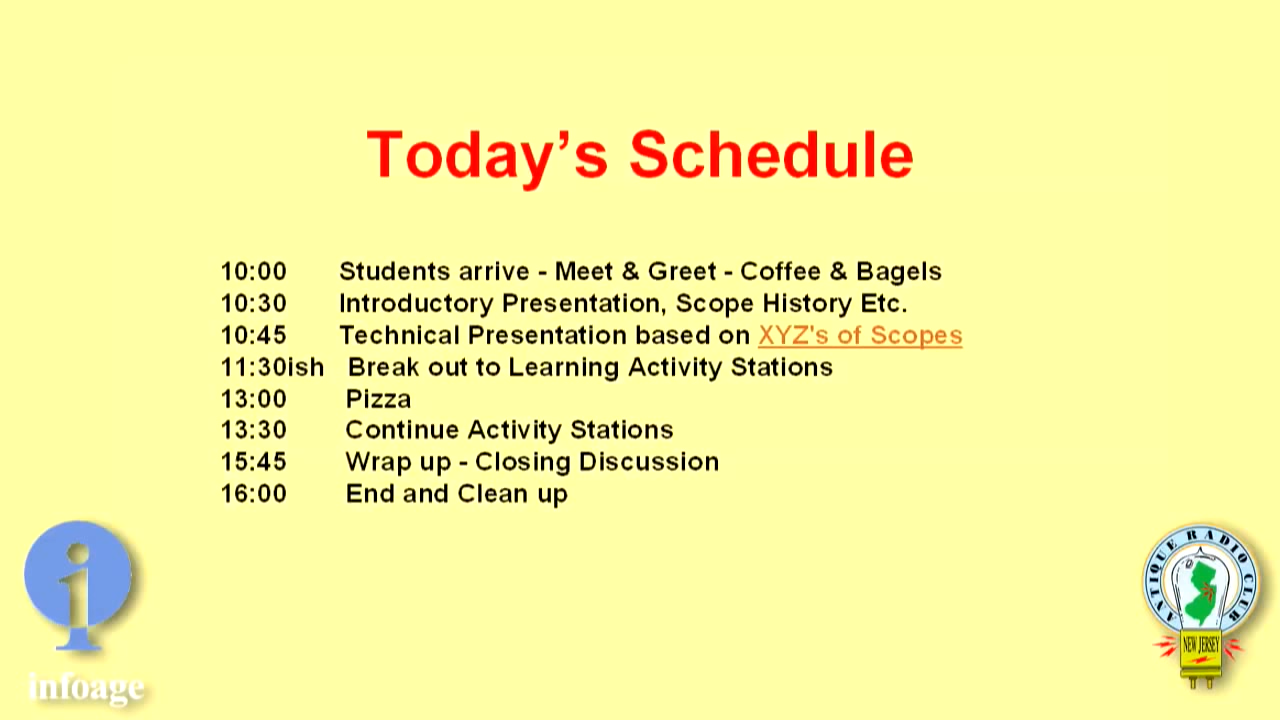 Today’s Schedule
10:00 Students arrive - Meet & Greet - Coffee & Bagels
10:30 Introductory Presentation, Scope History Etc.
10:45 Technical Presentation based on XYZ's of Scopes
11:30ish Break out to Learning Activity Stations
13:00 Pizza
13:30 Continue Activity Stations
15:45 Wrap up - Closing Discussion
16:00 End and Clean up
i
infoage
ANTIQUE RADIO CLUB
NEW JERSEY